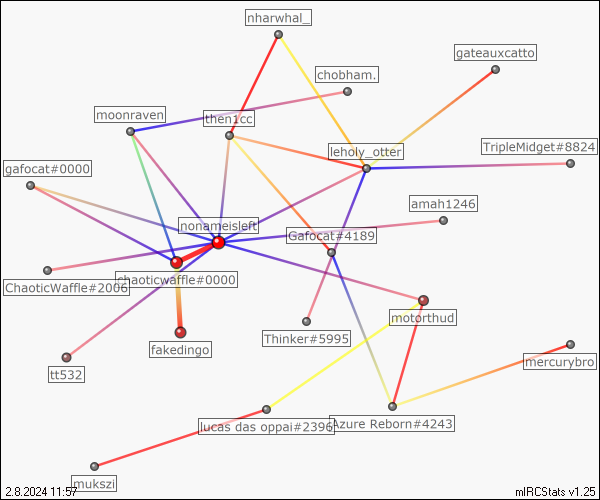 nharwhal_
gateauxcatto
chobham.
moonraven
then1cc
leholy_otter
TripleMidget#8824
gafocat#0000
amah1246
nonameisleft
Gafocat#4189
ChaoticWaffle#2006
chaoticwaffle#0000
motorthud
Thinker#5995
fakedingo
mercurybro
tt532
lucas das oppai#2396
Azure Reborn#4243
mukszi
2.8.2024 11:57
mIRCStats v1.25